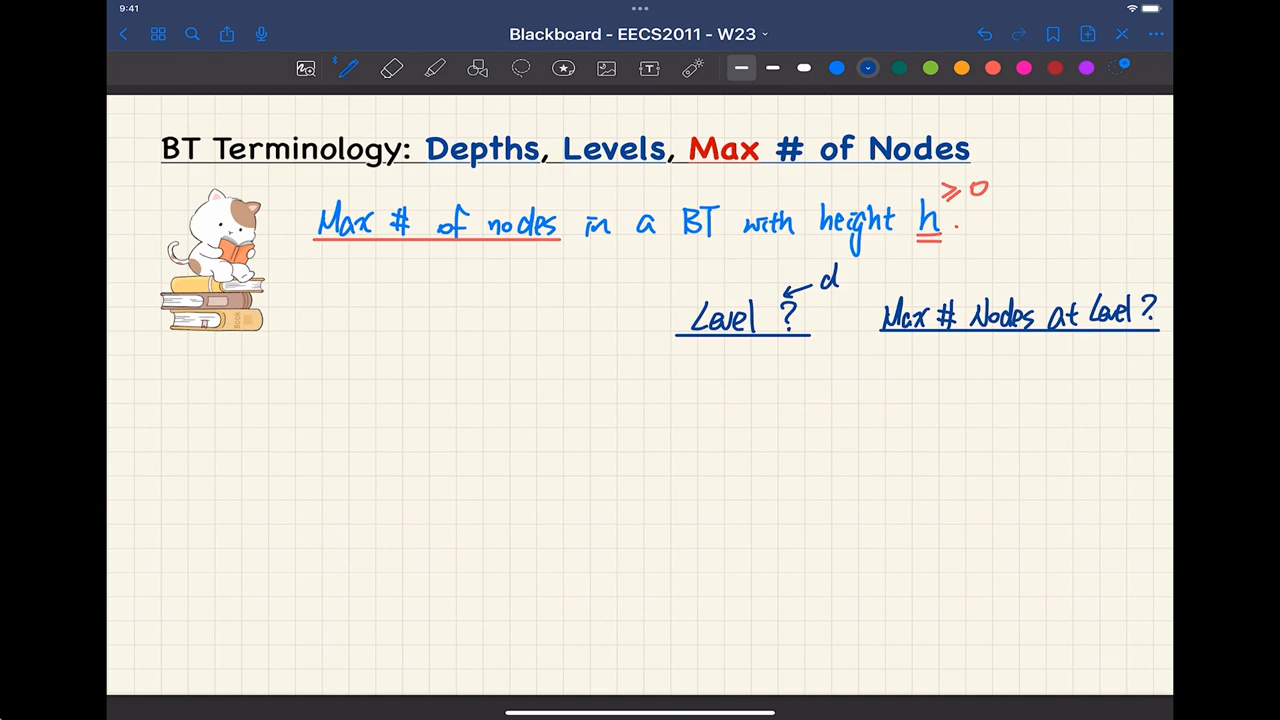 9:41
Blackboard - EECS2011 - W23
BT Terminology: Depths, Levels, Max # of Nodes
≥ 0
Max # of nodes in a BT with height h.
d
Level ? Max # Nodes at Level ?
Book